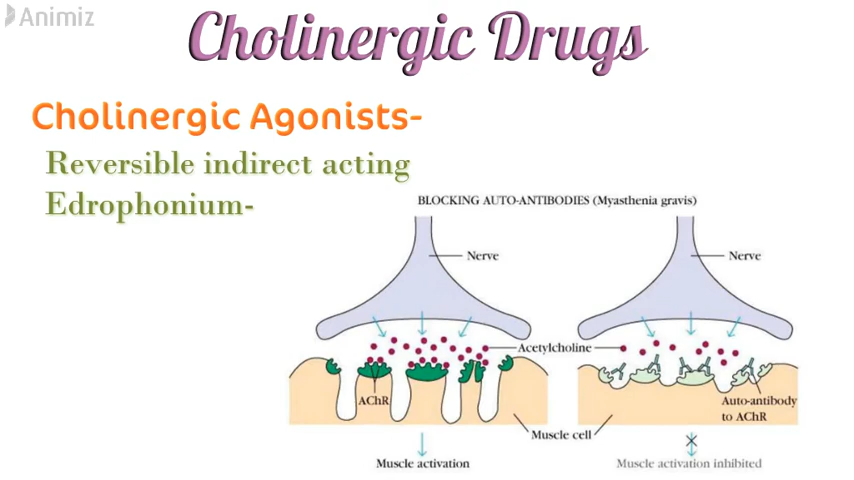 Animiz
Cholinergic Drugs
Cholinergic Agonists-
Reversible indirect acting
Edrophonium-
BLOCKING AUTO-ANTIBODIES (Myasthenia gravis)
Nerve
Nerve
Acetylcholine
AChR
Auto-antibody
to AChR
Muscle cell
Muscle activation
Muscle activation inhibited